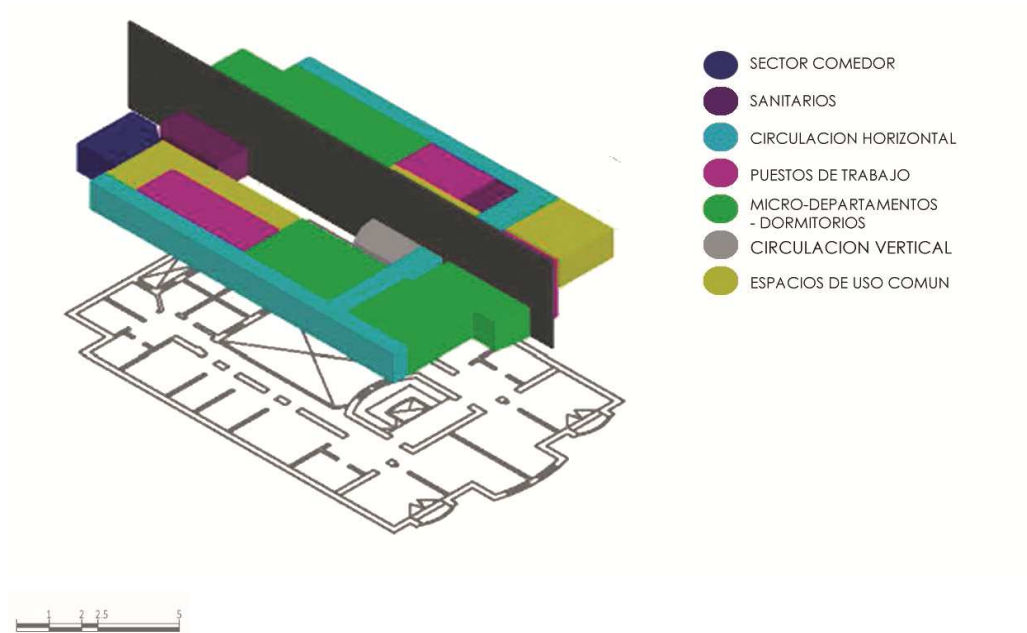 SECTOR COMEDOR
SANITARIOS
CIRCULACION HORIZONTAL
PUESTOS DE TRABAJO
MICRO-DEPARTAMENTOS
- DORMITORIOS
CIRCULACION VERTICAL
ESPACIOS DE USO COMUN
1 2 2.5 5